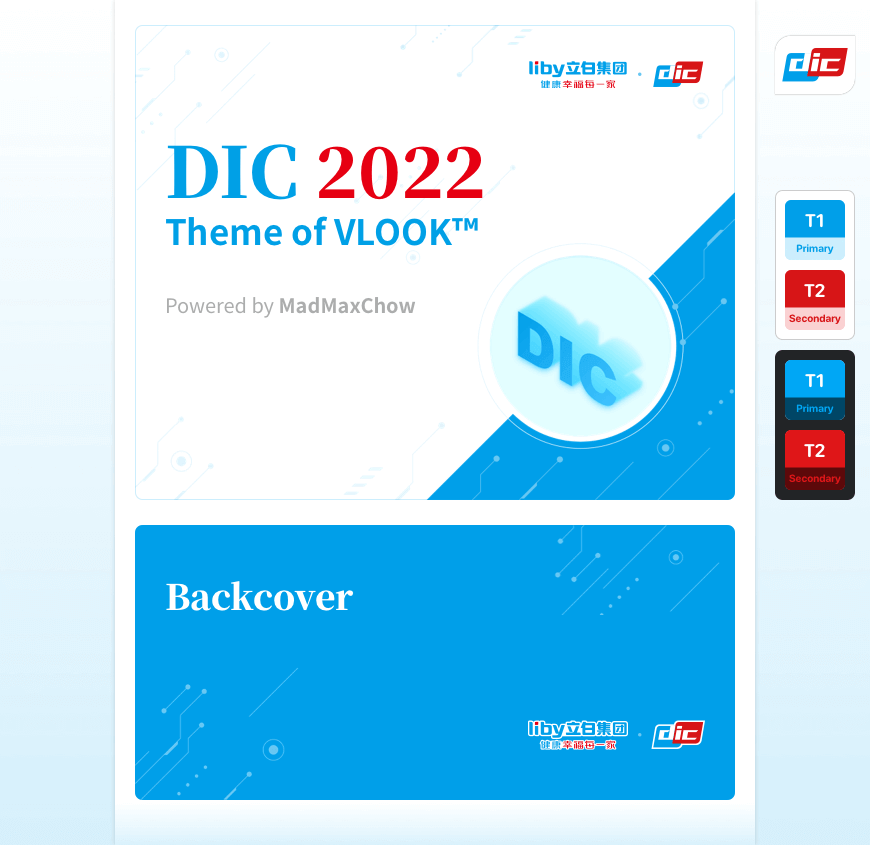 liby立白集团
健康幸福每一家
dic
DIC 2022
Theme of VLOOK™
Powered by MadMaxChow
DIC
Backcover
liby立白集团
健康幸福每一家
dic
dic
T1
Primary
T2
Secondary
T1
Primary
T2
Secondary